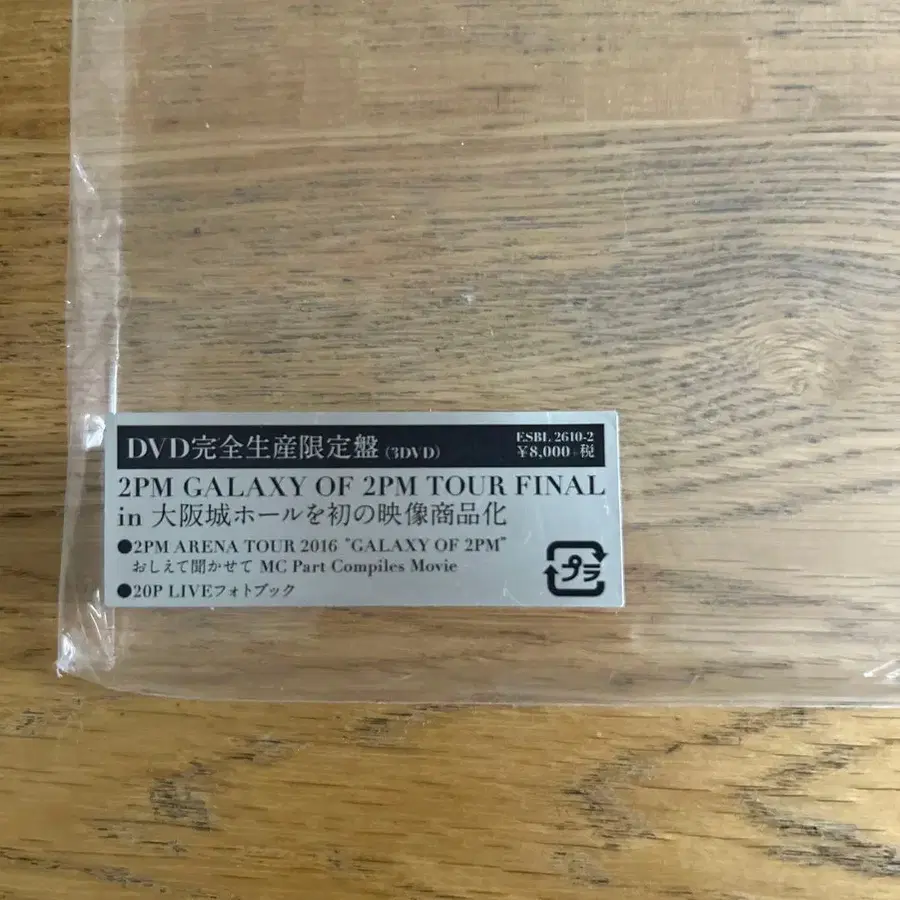 DVD完全生産限定盤(3DVD)
ESBL 2610-2
¥8,000+税
2PM GALAXY OF 2PM TOUR FINAL
in 大阪城ホールを初の映像商品化
●2PM ARENA TOUR 2016 "GALAXY OF 2PM"
おしえて聞かせて MC Part Compiles Movie
●20P LIVEフォトブック
プラ